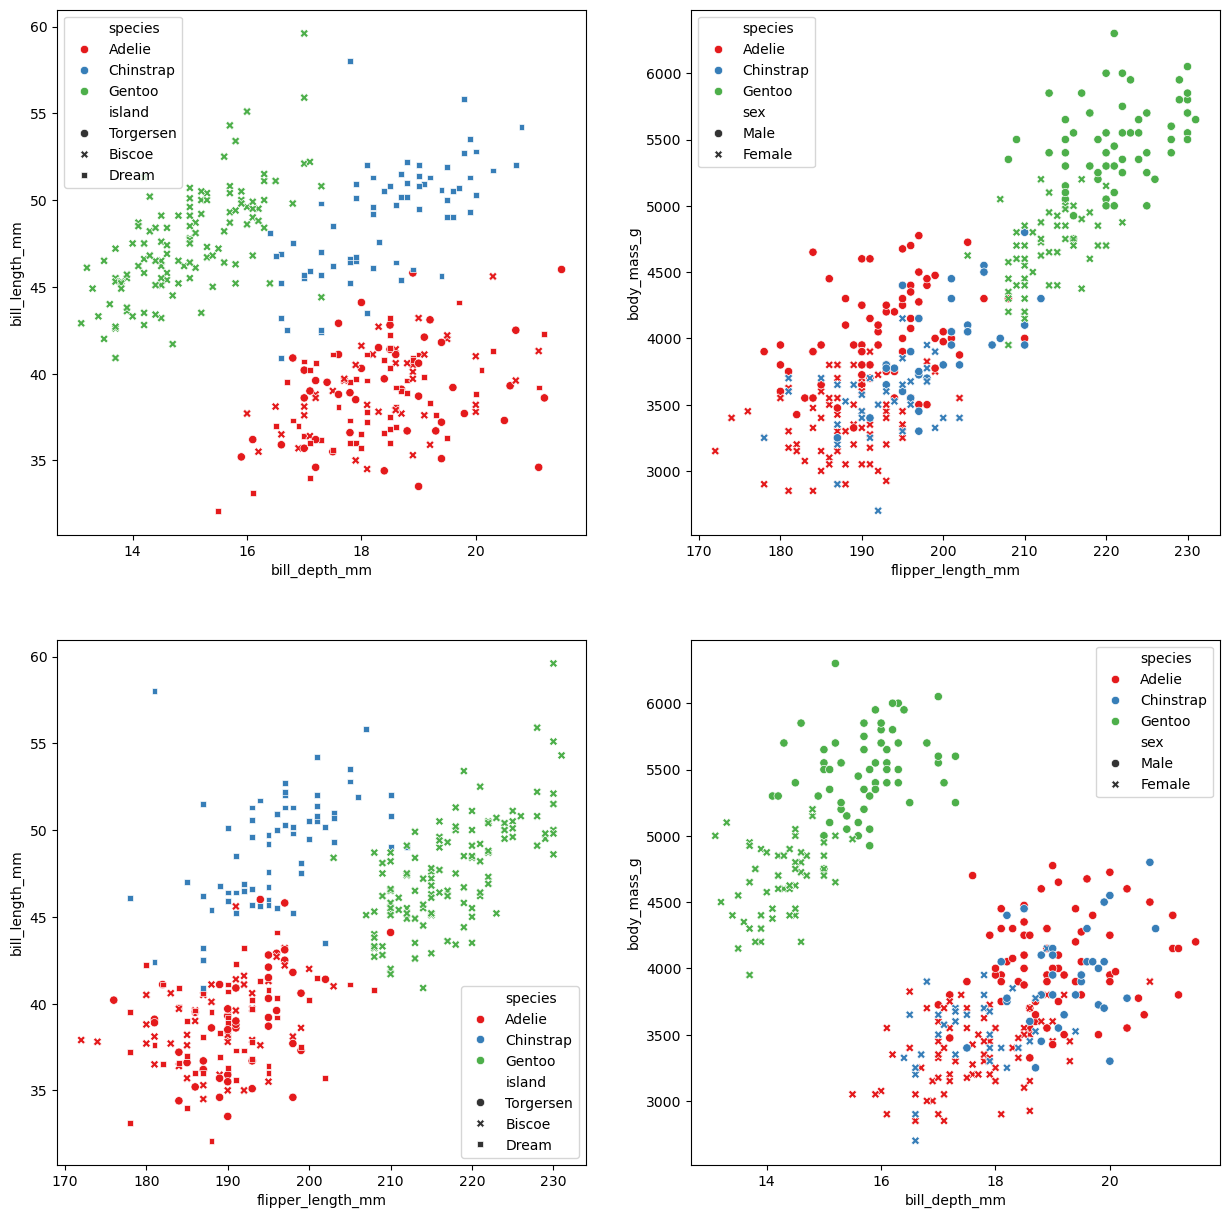 60
55
50
45
40
35
bill_length_mm
species
Adelie
Chinstrap
Gentoo
island
Torgersen
Biscoe
Dream
14
16
18
20
bill_depth_mm
6000
5500
5000
4500
4000
3500
3000
body_mass_g
species
Adelie
Chinstrap
Gentoo
sex
Male
Female
170
180
190
200
210
220
230
flipper_length_mm
60
55
50
45
40
35
bill_length_mm
species
Adelie
Chinstrap
Gentoo
island
Torgersen
Biscoe
Dream
170
180
190
200
210
220
230
flipper_length_mm
6000
5500
5000
4500
4000
3500
3000
body_mass_g
species
Adelie
Chinstrap
Gentoo
sex
Male
Female
14
16
18
20
bill_depth_mm